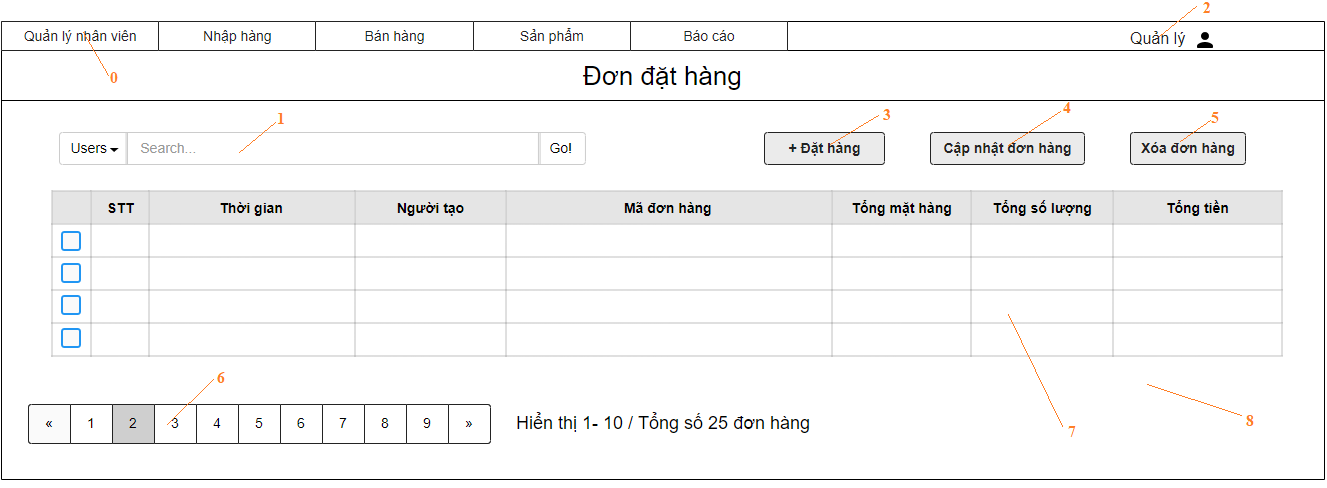 2
Quản lý nhân viên Nhập hàng Bán hàng Sản phẩm Báo cáo Quản lý
0
Đơn đặt hàng
1 3 4 5
Users Search... Go! + Đặt hàng Cập nhật đơn hàng Xóa đơn hàng
STT Thời gian Người tạo Mã đơn hàng Tổng mặt hàng Tổng số lượng Tổng tiền
6
« 1 2 3 4 5 6 7 8 9 » Hiển thị 1- 10 / Tổng số 25 đơn hàng
7 8